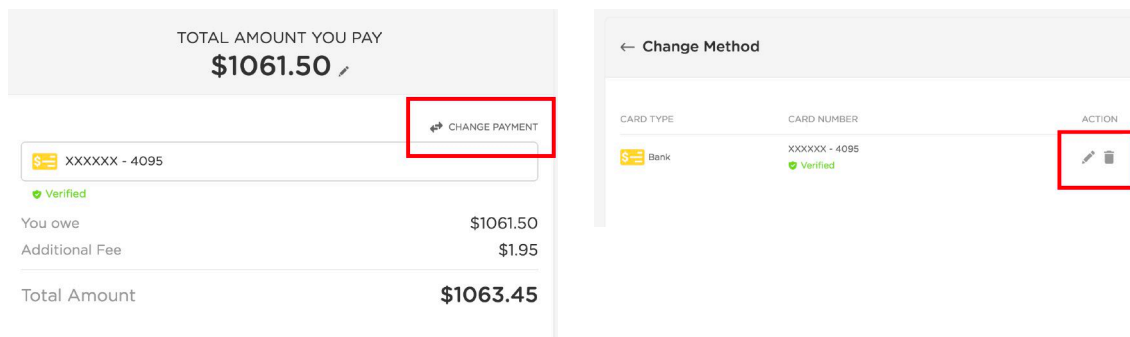 TOTAL AMOUNT YOU PAY
$1061.50
CHANGE PAYMENT
$ XXXXXX - 4095
Verified
You owe $1061.50
Additional Fee $1.95
Total Amount $1063.45
← Change Method
CARD TYPE CARD NUMBER ACTION
$ Bank XXXXXX - 4095
Verified